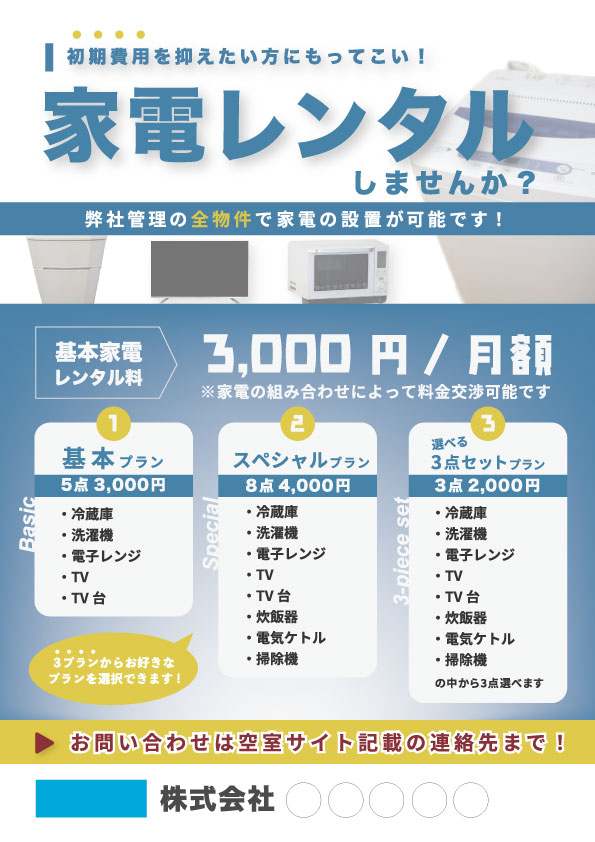 初期費用を抑えたい方にもってこい！
家電レンタル
しませんか？
弊社管理の全物件で家電の設置が可能です！
基本家電
レンタル料
3,000 円 / 月額
※家電の組み合わせによって料金交渉可能です
1
基本プラン
5点 3,000円
・冷蔵庫
・洗濯機
・電子レンジ
・TV
・TV 台
Basic
2
スペシャルプラン
8点 4,000円
・冷蔵庫
・洗濯機
・電子レンジ
・TV
・TV 台
・炊飯器
・電気ケトル
・掃除機
Special
3
選べる
3点セットプラン
3点 2,000円
・冷蔵庫
・洗濯機
・電子レンジ
・TV
・TV 台
・炊飯器
・電気ケトル
・掃除機
の中から3点選べます
3-piece set
3プランからお好きな
プランを選択できます！
お問い合わせは空室サイト記載の連絡先まで！
株式会社 〇〇〇〇〇